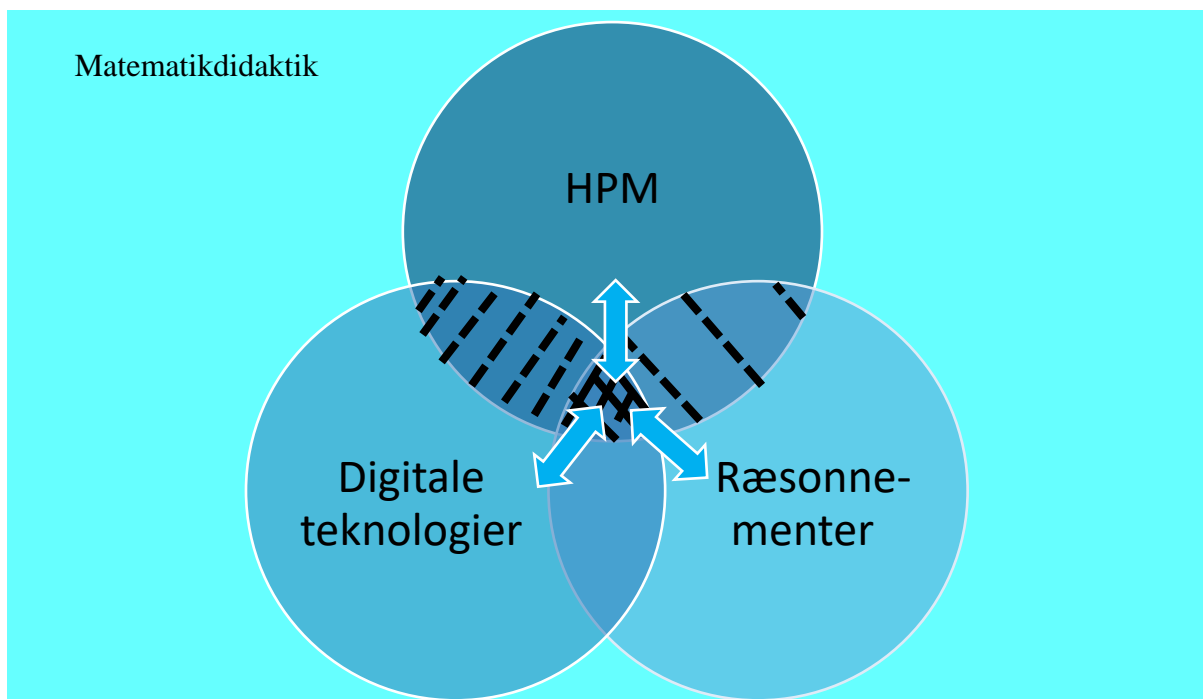 Matematikdidaktik
HPM
Digitale
teknologier
Ræsonne-
menter